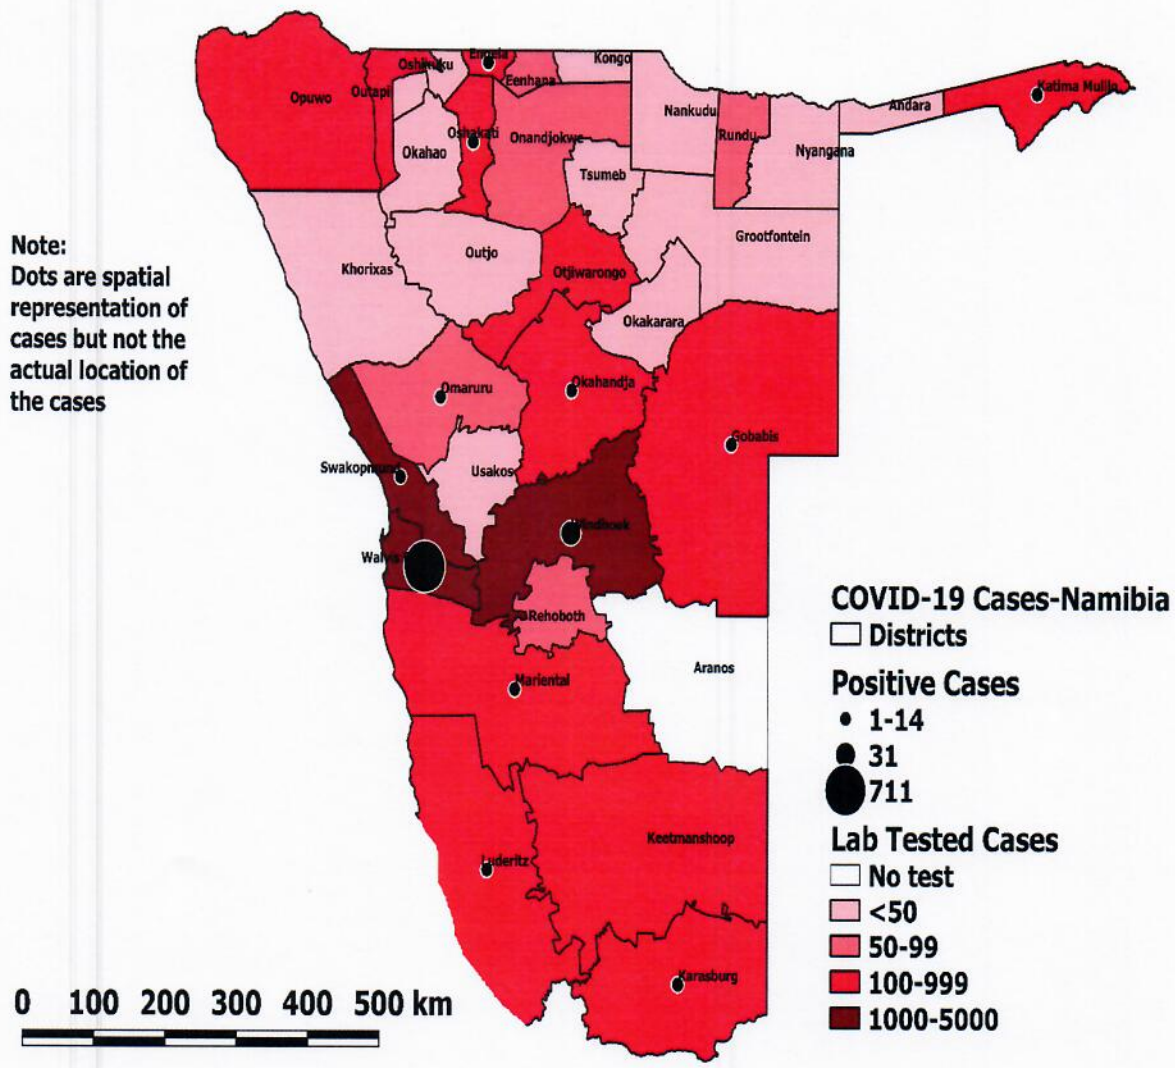 Oshikuku
Engela
Kongo
Eenhana
Opuwo
Outapi
Katima Mulilo
Andara
Nankudu
Oshakati
Onandjokwe
Rundu
Okahao
Nyangana
Tsumeb
Grootfontein
Outjo
Khorixas
Otjiwarongo
Okakarara
Note:
Dots are spatial
representation of
cases but not the
actual location of
the cases
Omaruru
Okahandja
Gobabis
Swakopmund
Usakos
Windhoek
Walvis
Rehoboth
Aranos
Mariental
Keetmanshoop
Luderitz
Karasburg
COVID-19 Cases-Namibia
Districts
Positive Cases
1-14
31
711
Lab Tested Cases
No test
<50
50-99
100-999
1000-5000
0 100 200 300 400 500 km